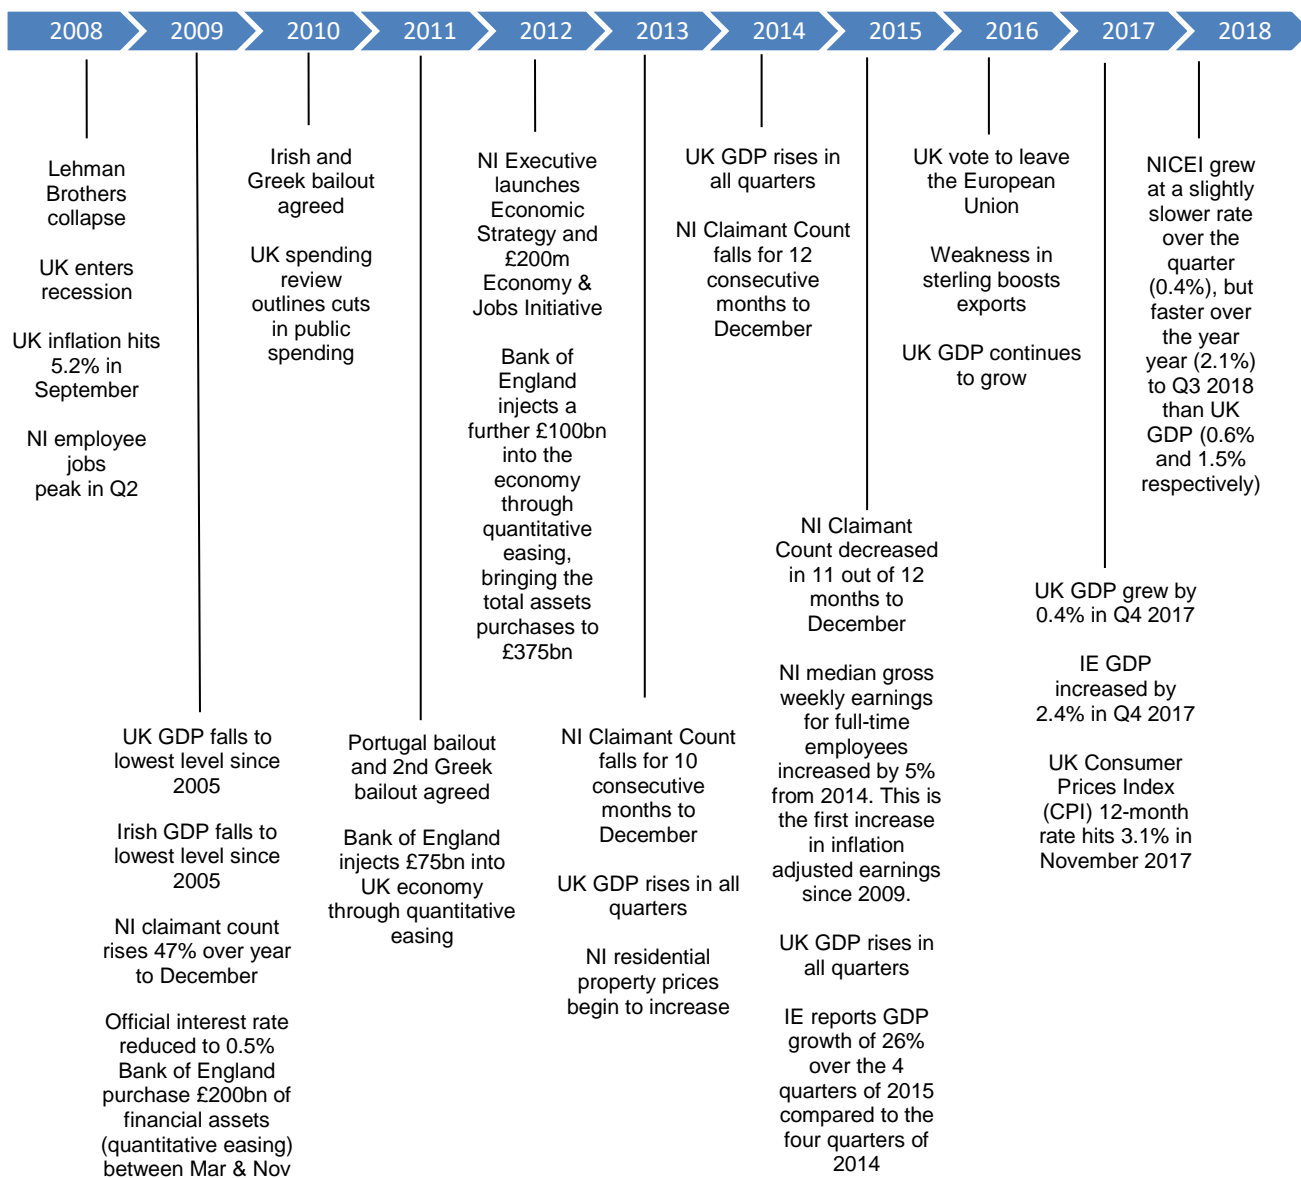 2008
2009
2010
2011
2012
2013
2014
2015
2016
2017
2018
Lehman
Brothers
collapse
UK enters
recession
UK inflation hits
5.2% in
September
NI employee
jobs
peak in Q2
UK GDP falls to
lowest level since
2005
Irish GDP falls to
lowest level since
2005
NI claimant count
rises 47% over year
to December
Official interest rate
reduced to 0.5%
Bank of England
purchase £200bn of
financial assets
(quantitative easing)
between Mar & Nov
Irish and
Greek bailout
agreed
UK spending
review
outlines cuts
in public
spending
Portugal bailout
and 2nd Greek
bailout agreed
Bank of England
injects £75bn into
UK economy
through quantitative
easing
NI Executive
launches
Economic
Strategy and
£200m
Economy &
Jobs Initiative
Bank of
England
injects a
further £100bn
into the
economy
through
quantitative
easing,
bringing the
total assets
purchases to
£375bn
NI Claimant Count
falls for 10
consecutive
months to
December
UK GDP rises in all
quarters
NI residential
property prices
begin to increase
UK GDP rises in
all quarters
NI Claimant Count
falls for 12
consecutive
months to
December
NI Claimant
Count decreased
in 11 out of 12
months to
December
NI median gross
weekly earnings
for full-time
employees
increased by 5%
from 2014. This is
the first increase
in inflation
adjusted earnings
since 2009.
UK GDP rises in
all quarters
IE reports GDP
growth of 26%
over the 4
quarters of 2015
compared to the
four quarters of
2014
UK vote to leave
the European
Union
Weakness in
sterling boosts
exports
UK GDP continues
to grow
UK GDP grew by
0.4% in Q4 2017
IE GDP
increased by
2.4% in Q4 2017
UK Consumer
Prices Index
(CPI) 12-month
rate hits 3.1% in
November 2017
NICEI grew
at a slightly
slower rate
over the
quarter
(0.4%), but
faster over
the year
year (2.1%)
to Q3 2018
than UK
GDP (0.6%
and 1.5%
respectively)